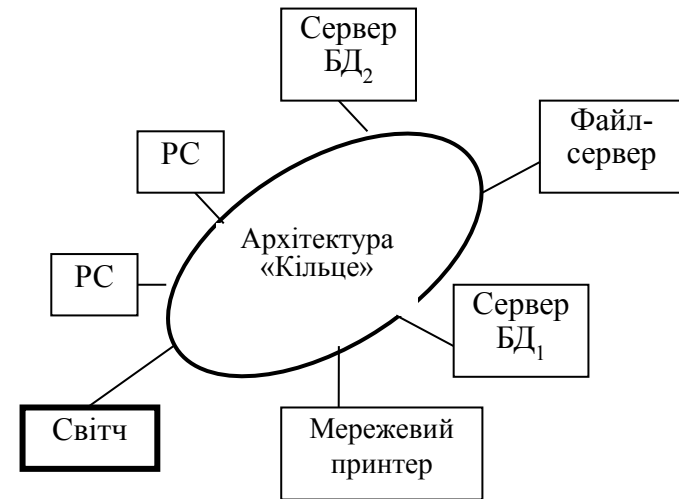 Сервер
БД₂
Файл-
сервер
РС
Архітектура
«Кільце»
РС
Сервер
БД₁
Світч
Мережевий
принтер